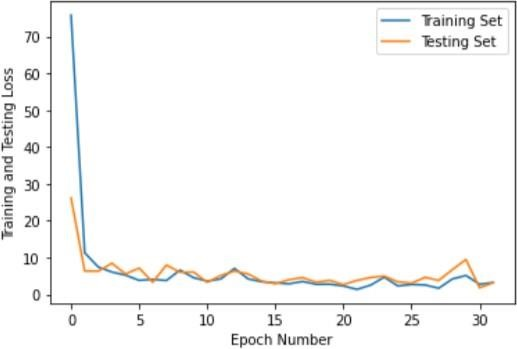 Training and Testing Loss
70
60
50
40
30
20
10
0
Training Set
Testing Set
0 5 10 15 20 25 30
Epoch Number